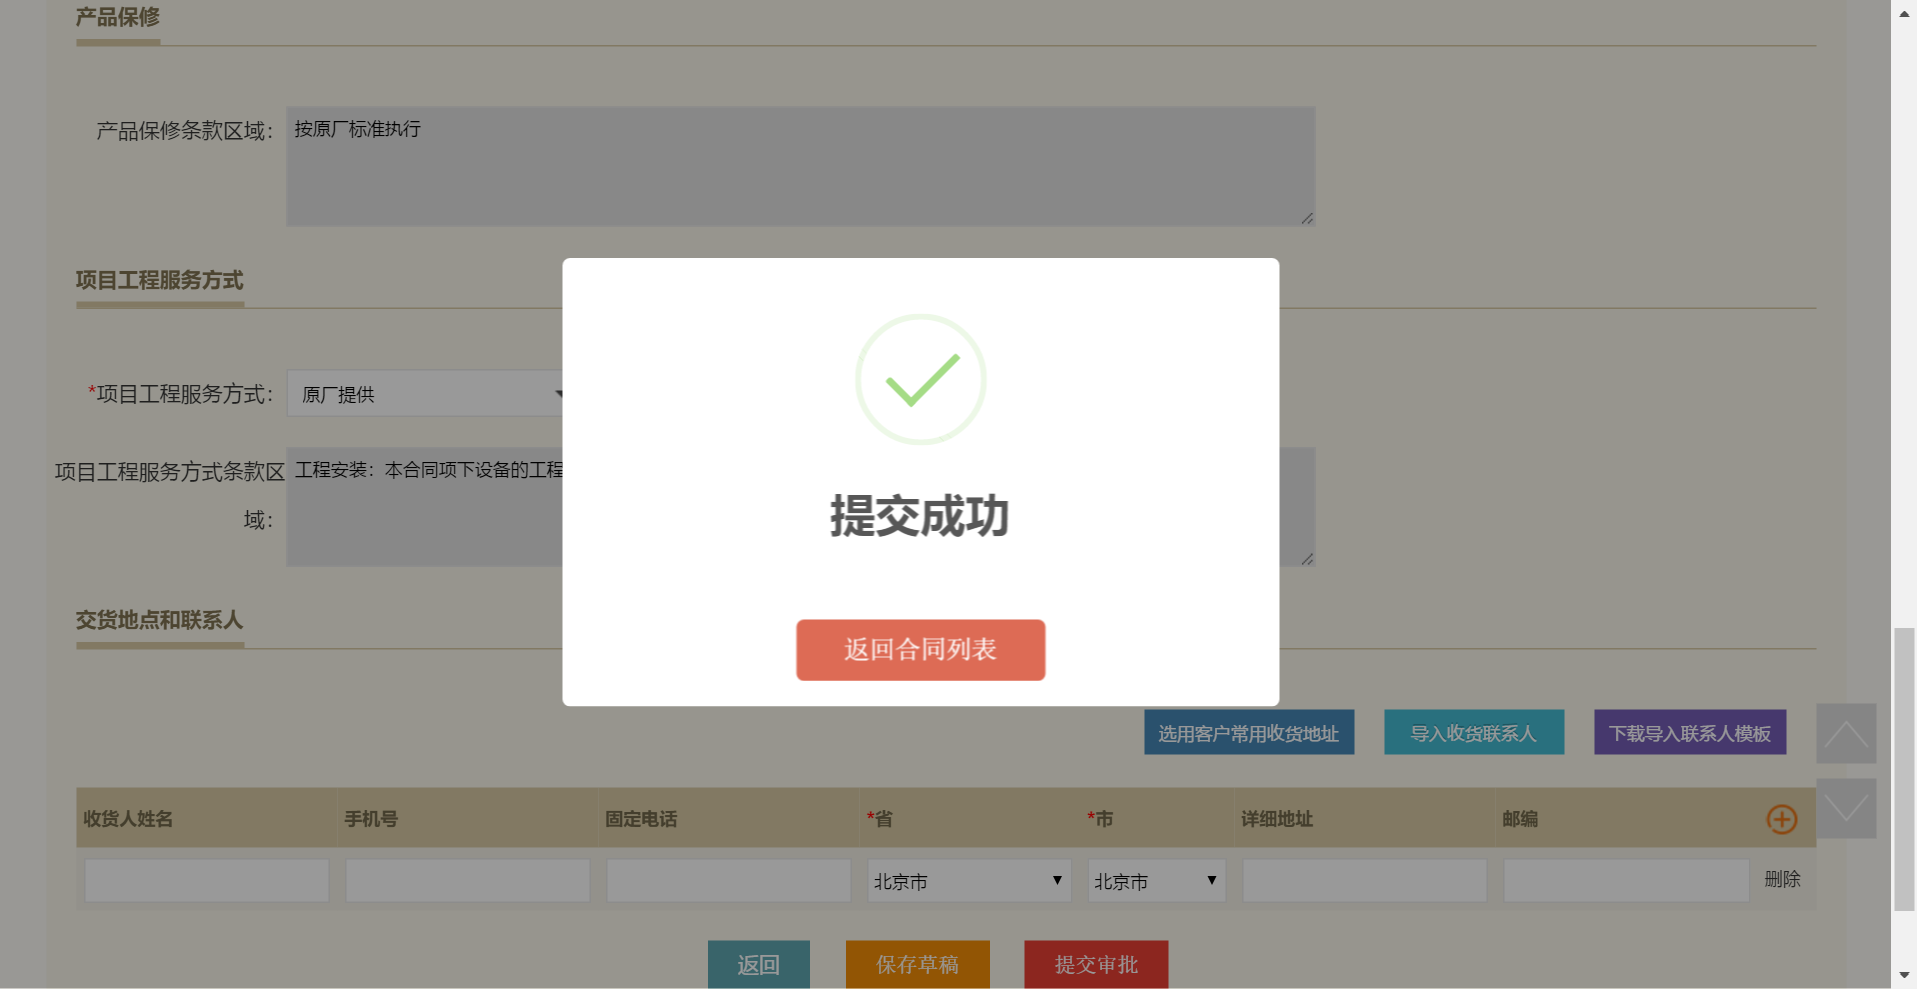 产品保修
产品保修条款区域：
按原厂标准执行
项目工程服务方式
*项目工程服务方式：
原厂提供
项目工程服务方式条款区域：
工程安装：本合同项下设备的工程
提交成功
返回合同列表
交货地点和联系人
选用客户常用收货地址 导入收货联系人 下载导入联系人模板
收货人姓名 手机号 固定电话 *省 *市 详细地址 邮编
北京市 北京市 删除
返回 保存草稿 提交审批